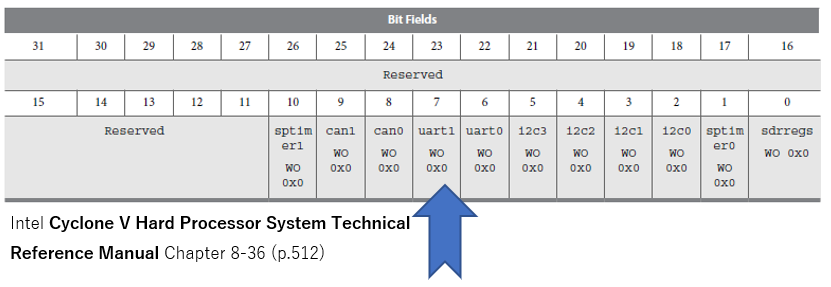 Bit Fields
31 30 29 28 27 26 25 24 23 22 21 20 19 18 17 16
Reserved
15 14 13 12 11 10 9 8 7 6 5 4 3 2 1 0
Reserved sptim can1 can0 uart1 uart0 i2c3 i2c2 i2c1 i2c0 sptim sdrregs
er1 WO WO WO WO WO WO WO WO er0 WO 0x0
WO 0x0 0x0 0x0 0x0 0x0 0x0 0x0 0x0 WO
0x0 0x0
Intel Cyclone V Hard Processor System Technical
Reference Manual Chapter 8-36 (p.512)